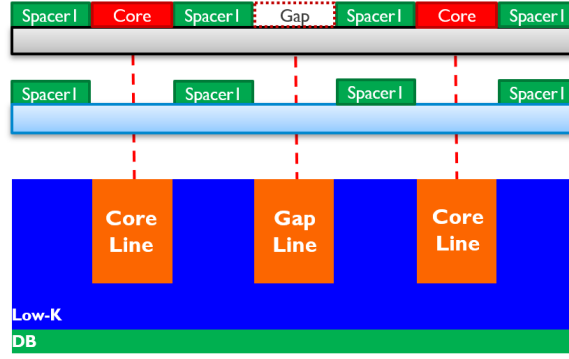 Spacer1 Core Spacer1 Gap Spacer1 Core Spacer1
Spacer1 Spacer1 Spacer1 Spacer1
Core Gap Core
Line Line Line
Low-K
DB